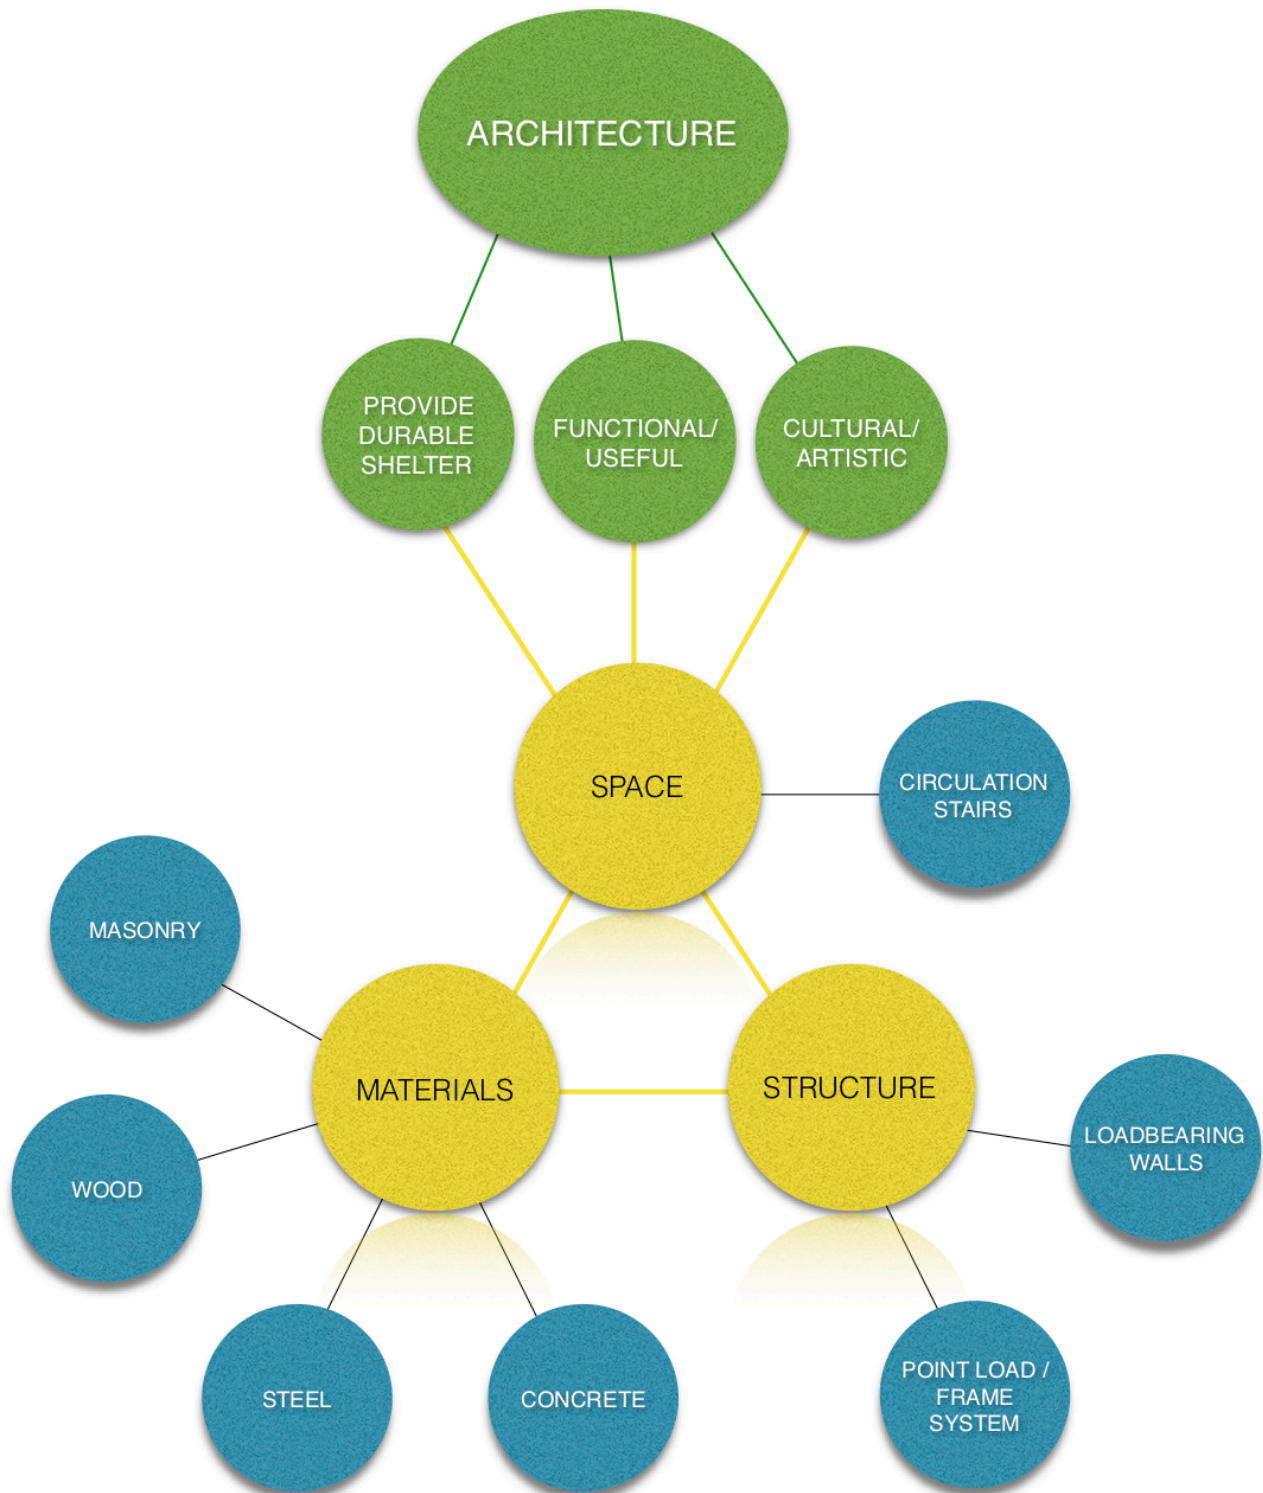 ARCHITECTURE
PROVIDE
DURABLE
SHELTER
FUNCTIONAL/
USEFUL
CULTURAL/
ARTISTIC
SPACE
CIRCULATION
STAIRS
MASONRY
MATERIALS
STRUCTURE
LOADBEARING
WALLS
WOOD
STEEL
CONCRETE
POINT LOAD /
FRAME
SYSTEM